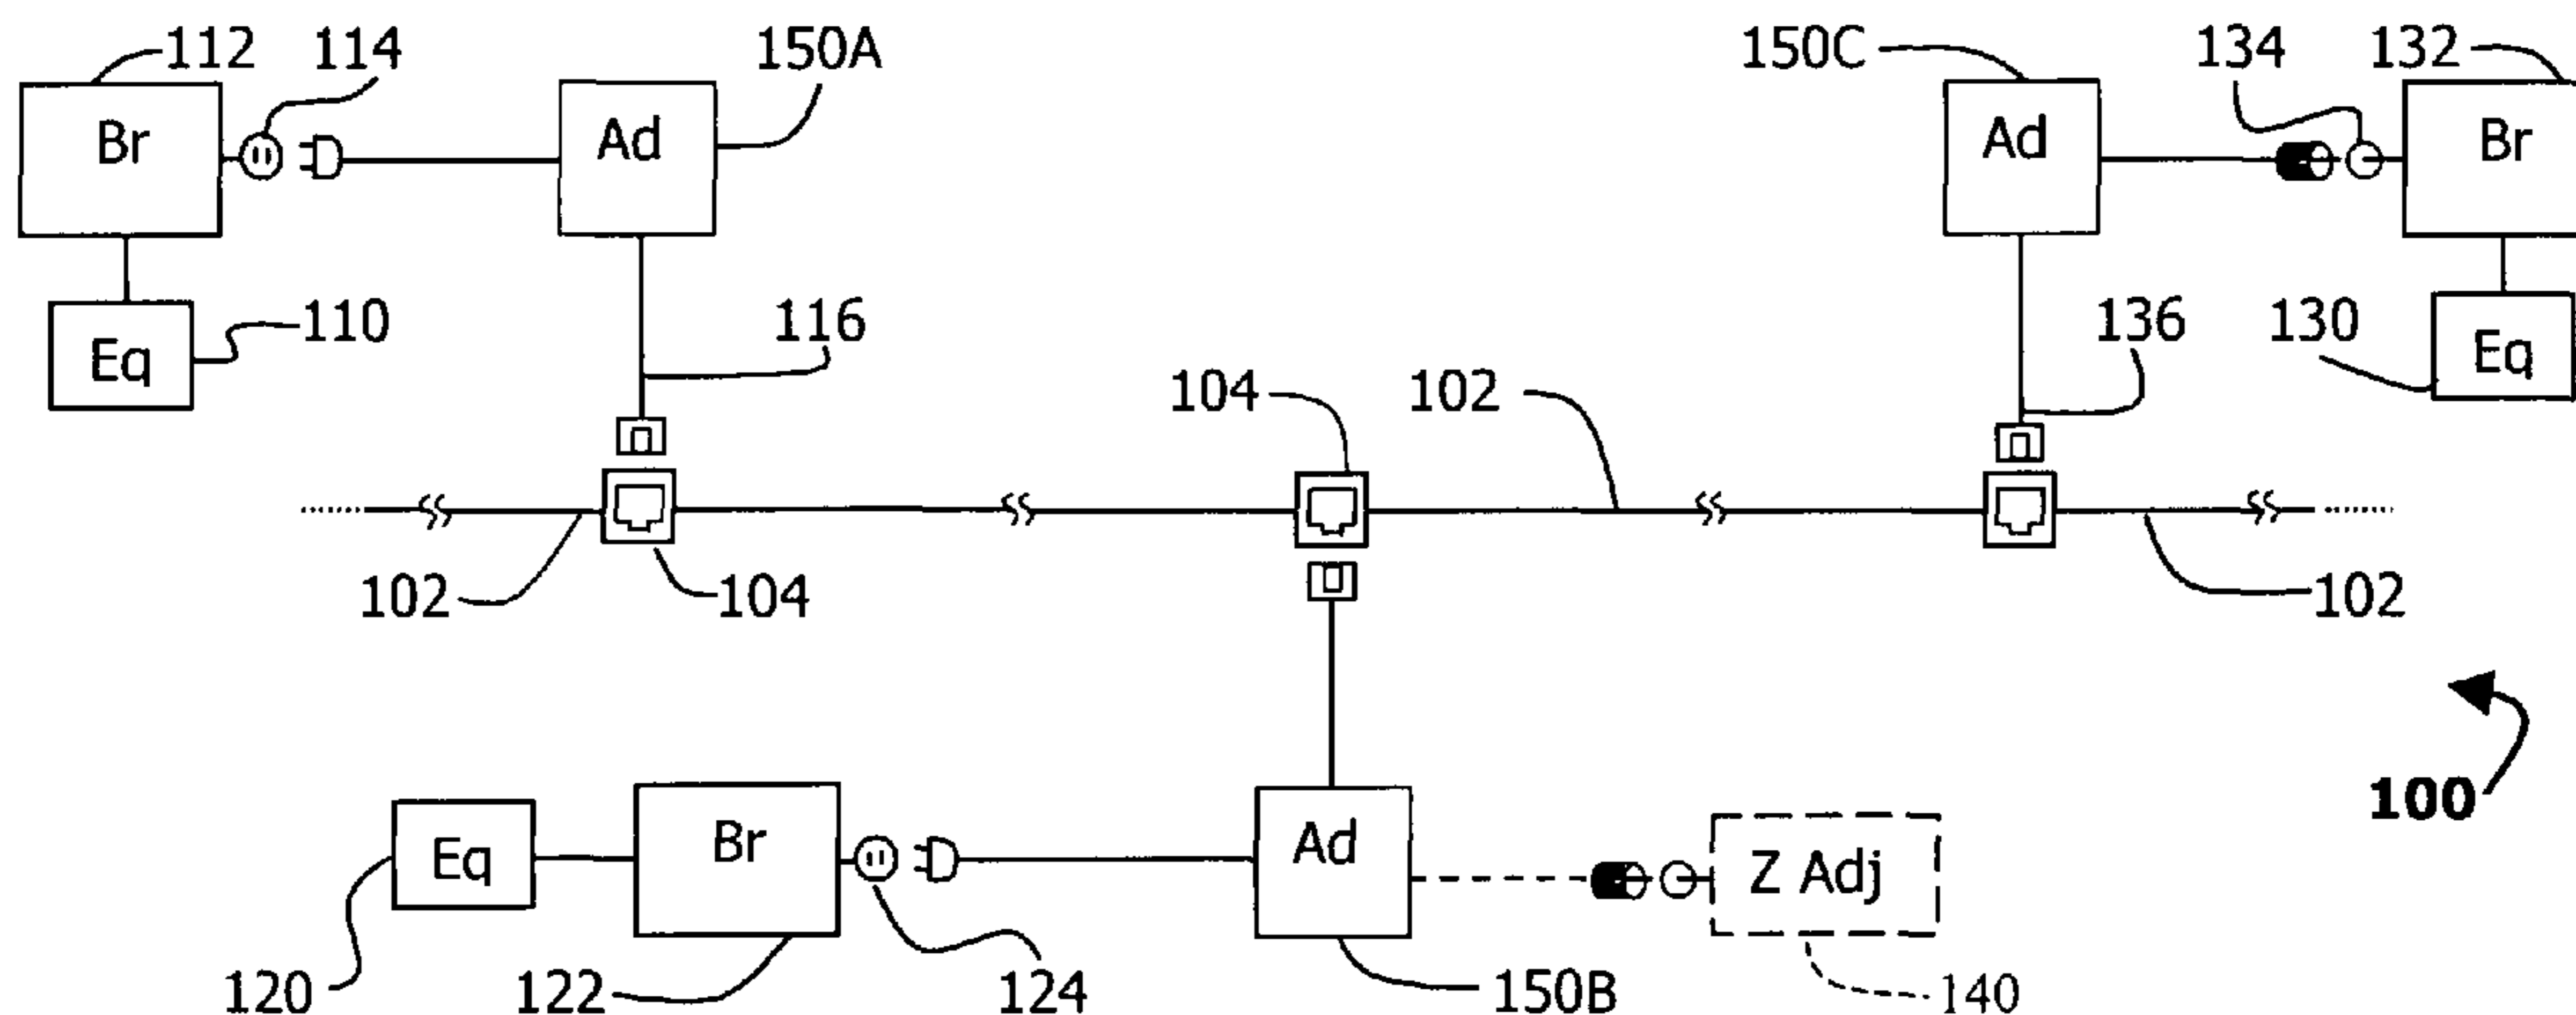 112 114 150A 150C 134 132
Br Ad Ad Br
110 116 136 130
Eq Eq
104 102
102 104 102
100
Eq Br Ad Z Adj
120 122 124 150B 140